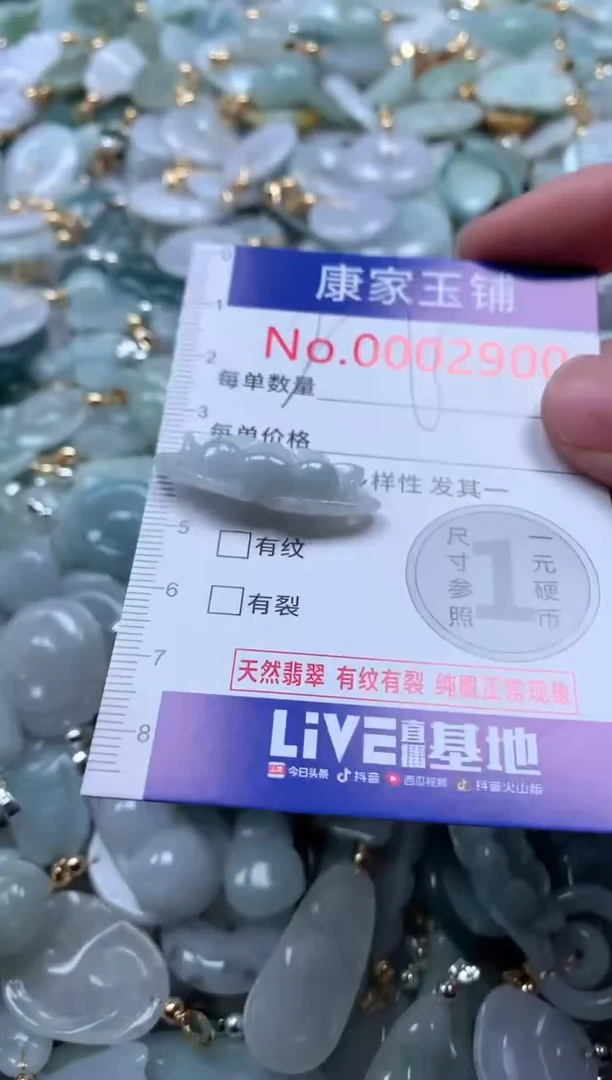 康家玉铺
0
1
No.0002900
2
每单数量
3
每单价格
样性 发其一
5
有纹
尺寸参照
1
一元硬币
6
有裂
7
天然翡翠 有纹有裂 纯属正常现象
8
LiVE直播基地
今日头条 抖音 西瓜视频 抖音火山版